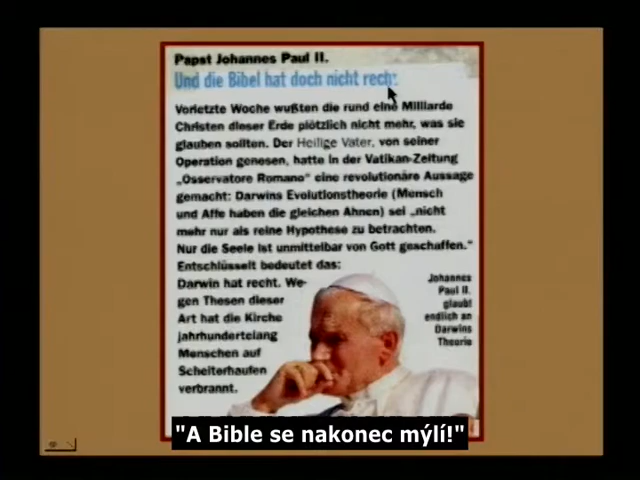 Papst Johannes Paul II.
Und die Bibel hat doch nicht recht
Vorletzte Woche wußten die rund eine Milliarde
Christen dieser Erde plötzlich nicht mehr, was sie
glauben sollten. Der Heilige Vater, von seiner
Operation genesen, hatte in der Vatikan-Zeitung
„Osservatore Romano" eine revolutionäre Aussage
gemacht: Darwins Evolutionstheorie (Mensch
und Affe haben die gleichen Ahnen) sei „nicht
mehr nur als reine Hypothese zu betrachten.
Nur die Seele ist unmittelbar von Gott geschaffen."
Entschlüsselt bedeutet das:
Darwin hat recht. We-
gen Thesen dieser
Art hat die Kirche
jahrhundertelang
Menschen auf
Scheiterhaufen
verbrannt.
Johannes
Paul II.
glaubt
endlich an
Darwins
Theorie
"A Bible se nakonec mýlí!"